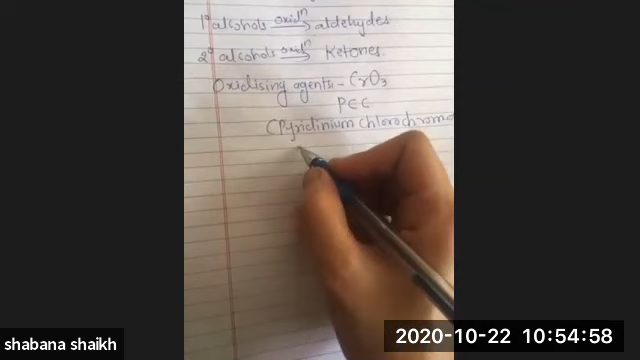 1° alcohols —oxidⁿ→ aldehydes
2° alcohols —oxidⁿ→ Ketones.
Oxidising agents:- CrO₃
PCC
(Pyridinium chlorochrom
shabana shaikh
2020-10-22 10:54:58